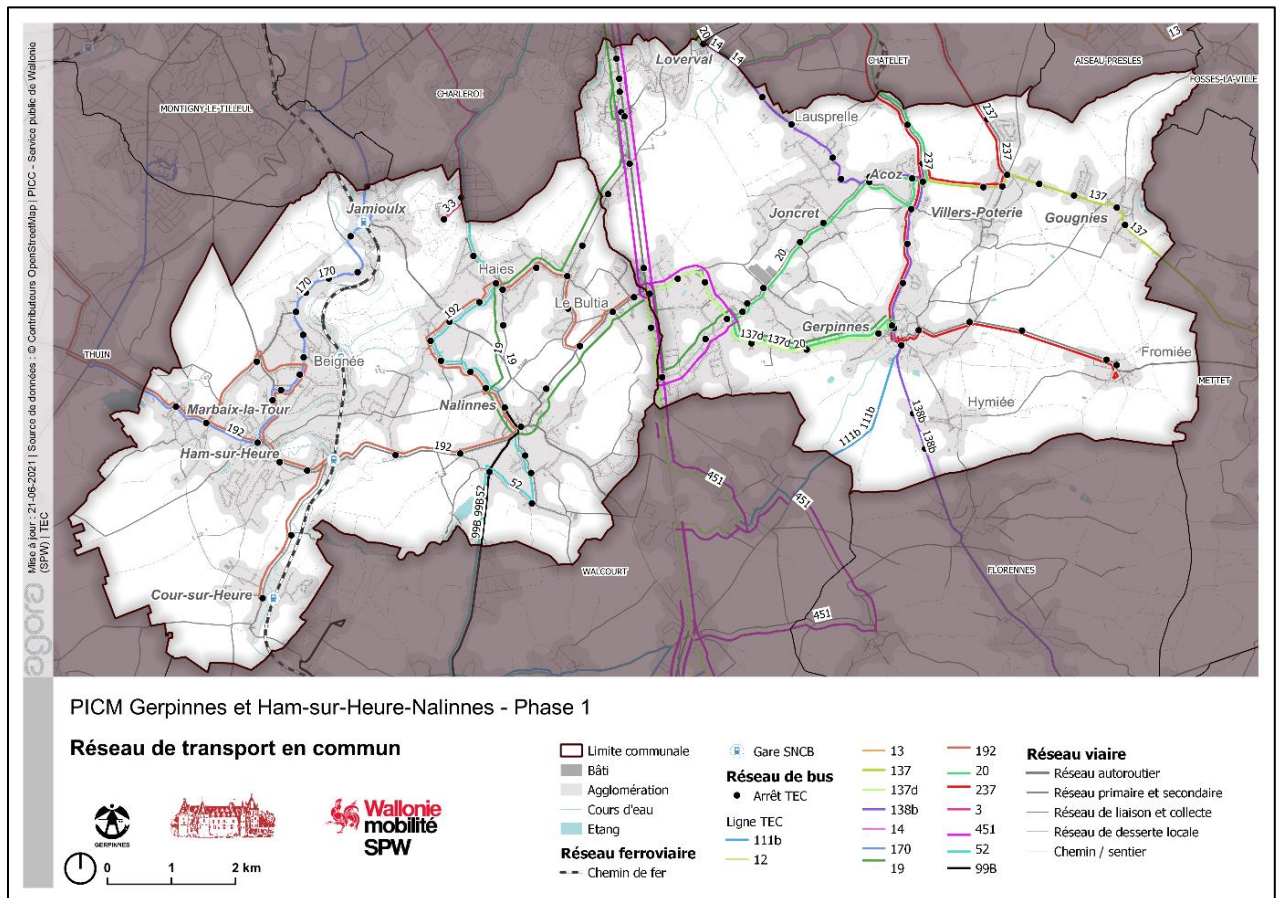 Mise à jour : 21-06-2021 | Source de données : © Contributeurs OpenStreetMap | PICC - Service public de Wallonie
(SPW) | TEC
agora
20
14
14
13
Loverval
CHATELET
AISEAU-PRESLES
FOSSES-LA-VILLE
MONTIGNY-LE-TILLEUL
CHARLEROI
237
Lausprelle
237
237
Acoz
33
Jamioulx
Joncret
Villers-Poterie
Gougnies
137
137
20
170
170
Haies
Le Bultia
192
19
19
137d
137d
20
Gerpinnes
Fromiée
THUIN
Beignée
METTET
Marbaix-la-Tour
Nalinnes
Hymiée
138b
138b
111b
111b
Ham-sur-Heure
192
52
52
99B
99B
451
451
451
WALCOURT
FLORENNES
Cour-sur-Heure
PICM Gerpinnes et Ham-sur-Heure-Nalinnes - Phase 1
Réseau de transport en commun
GERPINNES
Wallonie
mobilité
SPW
0 1 2 km
Limite communale
Bâti
Agglomération
Cours d'eau
Etang
Réseau ferroviaire
Chemin de fer
Gare SNCB
Réseau de bus
Arrêt TEC
Ligne TEC
111b
12
13
137
137d
138b
14
170
19
192
20
237
3
451
52
99B
Réseau viaire
Réseau autoroutier
Réseau primaire et secondaire
Réseau de liaison et collecte
Réseau de desserte locale
Chemin / sentier